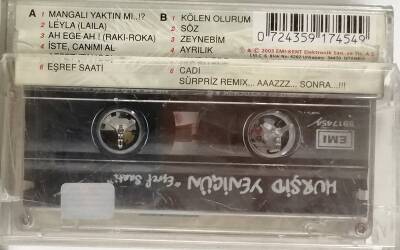 A 1 MANGALI YAKTIN MI..!?
2 LEYLA (LAILA)
3 AH EGE AH ! (RAKI-ROKA)
4 İSTE, CANIMI AL
6 EŞREF SAATİ
B 1 KÖLEN OLURUM
2 SÖZ
3 ZEYNEBİM
4 AYRILIK
6 CADI
SÜRPRİZ REMIX... AAAZZZ... SONRA...!!!
0 724359 174549
EMI
HURŞİD YENİGÜN "Eşref Saati"